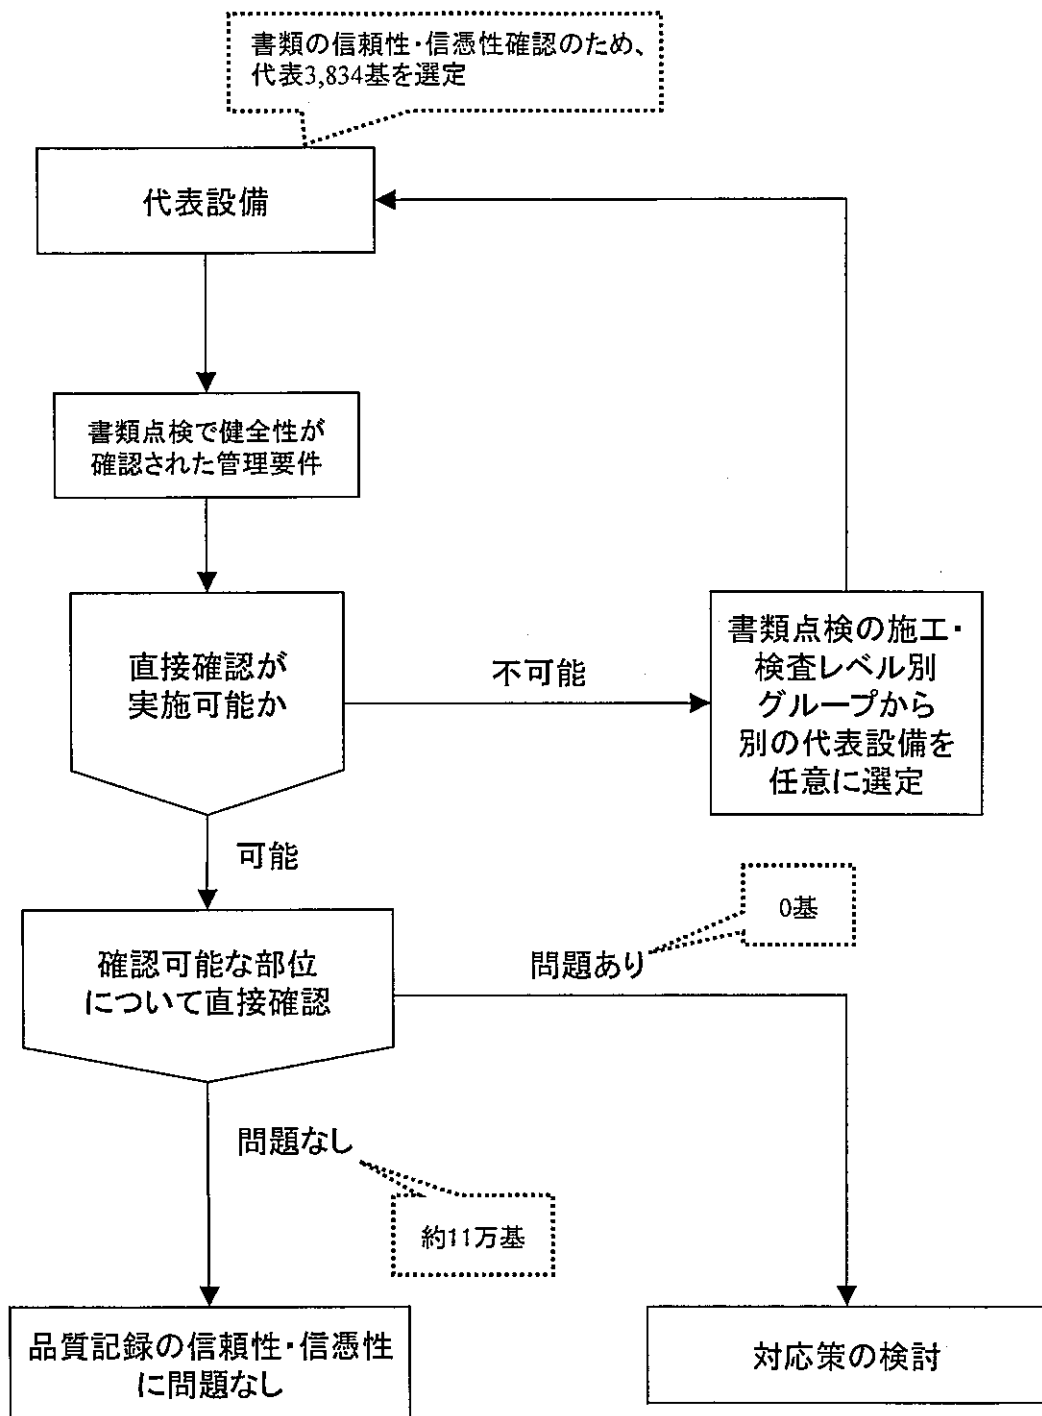 書類の信頼性・信憑性確認のため、
代表3,834基を選定
代表設備
書類点検で健全性が
確認された管理要件
直接確認が
実施可能か
不可能
書類点検の施工・
検査レベル別
グループから
別の代表設備を
任意に選定
可能
確認可能な部位
について直接確認
問題あり
0基
問題なし
約11万基
品質記録の信頼性・信憑性
に問題なし
対応策の検討